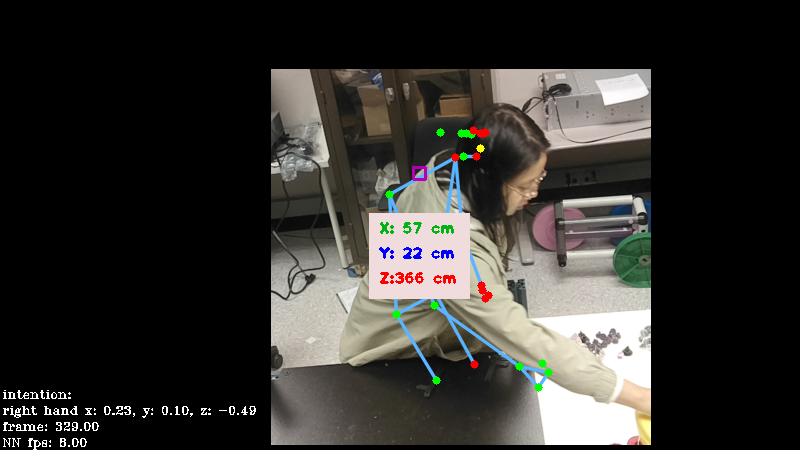 X: 57 cm
Y: 22 cm
Z:366 cm
intention:
right hand x: 0.23, y: 0.10, z: -0.49
frame: 329.00
NN fps: 8.00